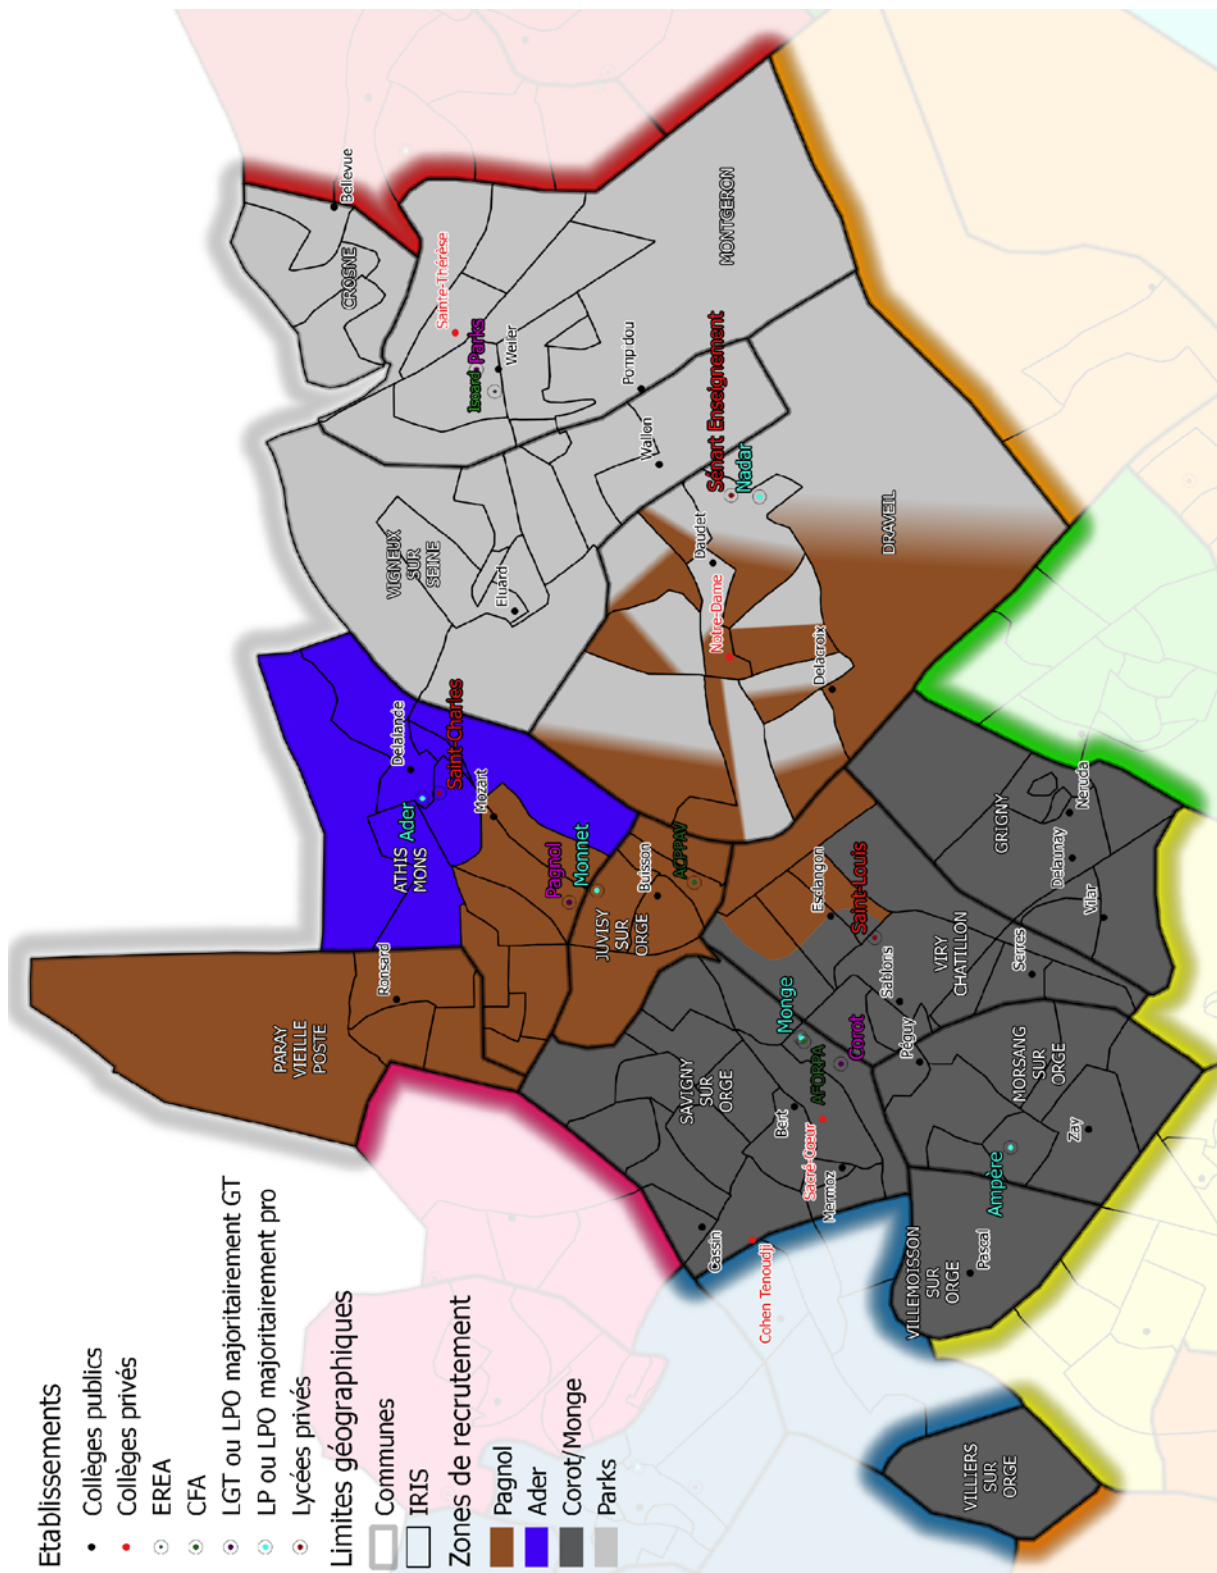 Etablissements
Collèges publics
Collèges privés
EREA
CFA
LGT ou LPO majoritairement GT
LP ou LPO majoritairement pro
Lycées privés
Limites géographiques
Communes
IRIS
Zones de recrutement
Pagnol
Ader
Corot/Monge
Parks
PARAY
VIEILLE
POSTE
Ronsard
ATHIS
MONS
Ader
Delalande
Saint-Charles
Mozart
Pagnol
Monnet
JUVISY
SUR
ORGE
Buisson
ACPPAV
VIGNEUX
SUR
SEINE
Eluard
CROSNE
Bellevue
Sainte-Thérèse
Isoard
Parks
Weiler
Pompidou
MONTGERON
Wallon
Sénart Enseignement
Nadar
Daudet
Notre-Dame
Delacroix
DRAVEIL
SAVIGNY
SUR
ORGE
Monge
AFORPA
Corot
Bert
Sacré-Cœur
Mermoz
Cassin
Cohen Tenoudji
Esclangon
Saint-Louis
Sablons
VIRY
CHATILLON
Péguy
Serres
GRIGNY
Neruda
Delaunay
Vilar
MORSANG
SUR
ORGE
Zay
Ampère
VILLEMOISSON
SUR
ORGE
Pascal
VILLIERS
SUR
ORGE